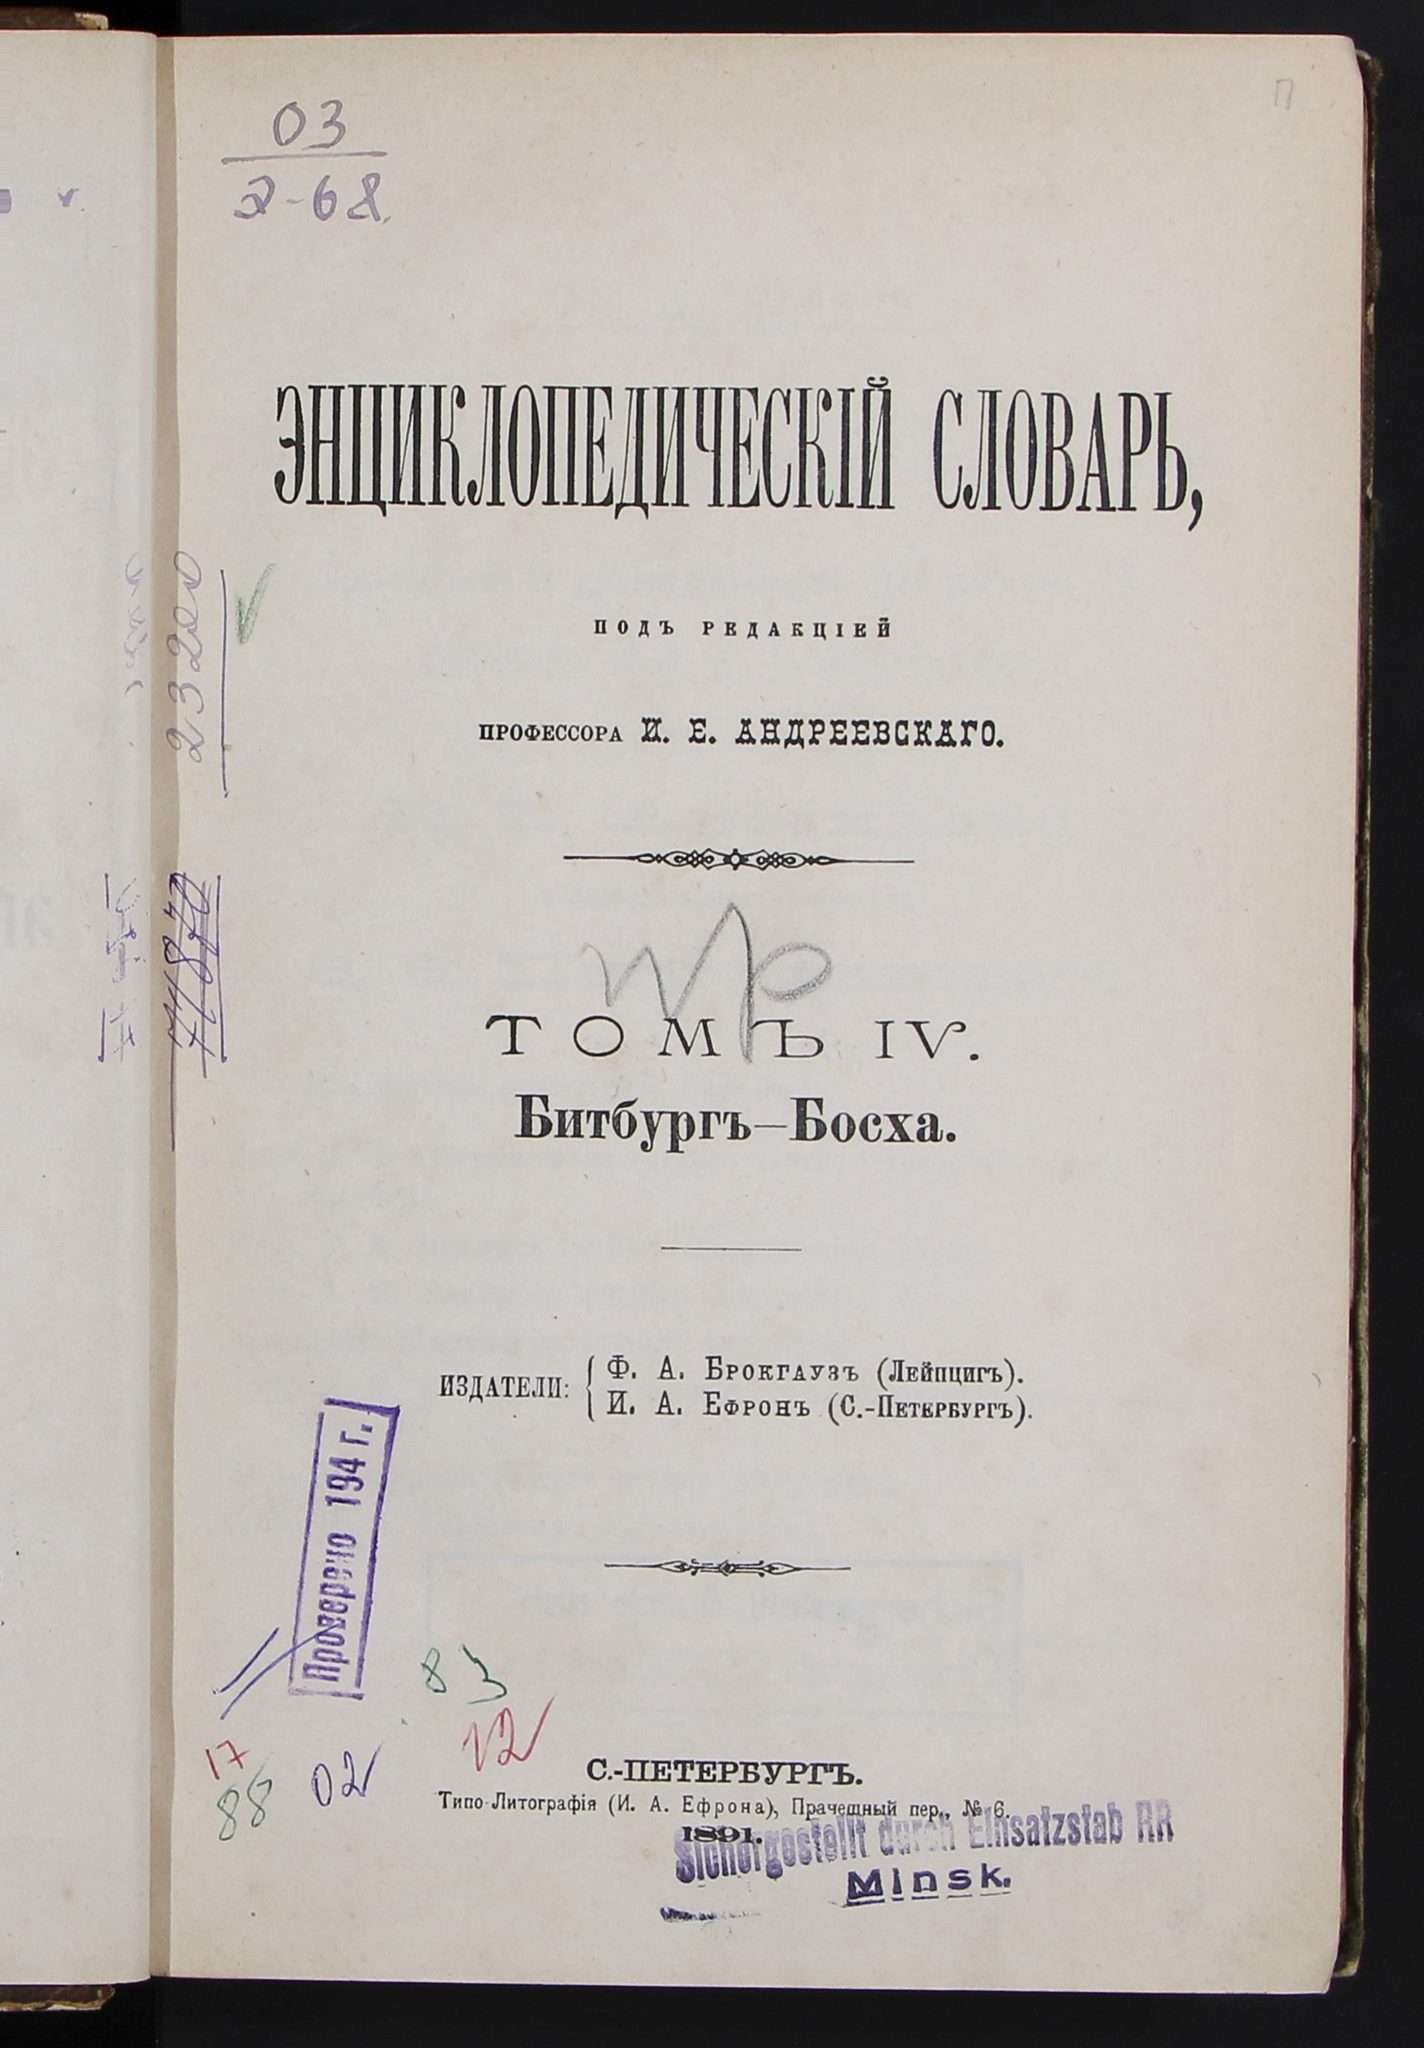 П
03
Э-68.
ЭНЦИКЛОПЕДИЧЕСКІЙ СЛОВАРЬ,
ПОДЪ РЕДАКЦІЕЙ
ПРОФЕССОРА И. Е. АНДРЕЕВСКАГО.
пр
ТОМЪ IV.
Битбургъ—Босха.
ИЗДАТЕЛИ:
Ф. А. Брокгаузъ (Лейпцигъ).
И. А. Ефронъ (С.-Петербургъ).
Проверено 194 г.
83
12
17
88
02
С.-ПЕТЕРБУРГЪ.
Типо-Литографія (И. А. Ефрона), Прачешный пер., № 6.
1891.
Sichergestellt durch Einsatzstab RR
Minsk.